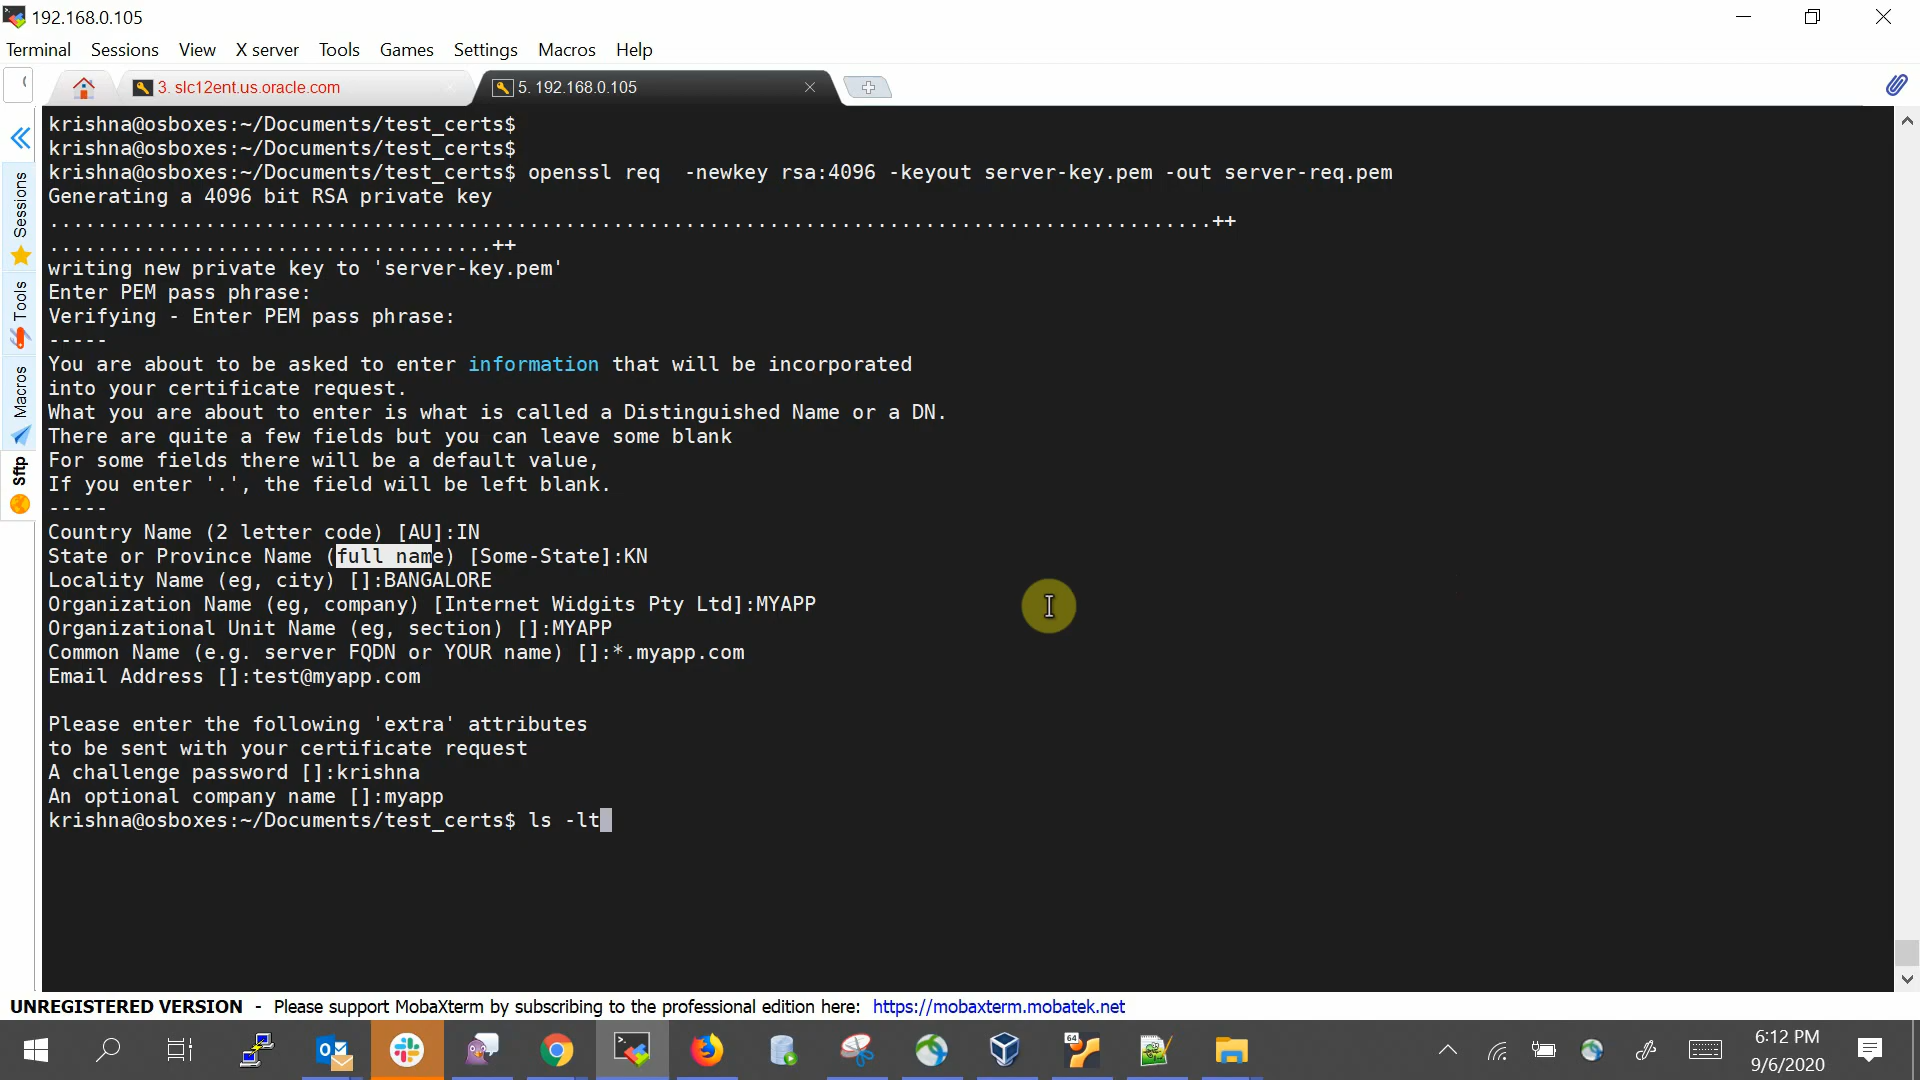 192.168.0.105
Terminal Sessions View X server Tools Games Settings Macros Help
3. slc12ent.us.oracle.com
5. 192.168.0.105
Sessions
Tools
Macros
Sftp
krishna@osboxes:~/Documents/test_certs$
krishna@osboxes:~/Documents/test_certs$
krishna@osboxes:~/Documents/test_certs$ openssl req  -newkey rsa:4096 -keyout server-key.pem -out server-req.pem
Generating a 4096 bit RSA private key
.................................................................................................++
.....................................++
writing new private key to 'server-key.pem'
Enter PEM pass phrase:
Verifying - Enter PEM pass phrase:
-----
You are about to be asked to enter information that will be incorporated
into your certificate request.
What you are about to enter is what is called a Distinguished Name or a DN.
There are quite a few fields but you can leave some blank
For some fields there will be a default value,
If you enter '.', the field will be left blank.
-----
Country Name (2 letter code) [AU]:IN
State or Province Name (full name) [Some-State]:KN
Locality Name (eg, city) []:BANGALORE
Organization Name (eg, company) [Internet Widgits Pty Ltd]:MYAPP
Organizational Unit Name (eg, section) []:MYAPP
Common Name (e.g. server FQDN or YOUR name) []:*.myapp.com
Email Address []:test@myapp.com
Please enter the following 'extra' attributes
to be sent with your certificate request
A challenge password []:krishna
An optional company name []:myapp
krishna@osboxes:~/Documents/test_certs$ ls -lt
UNREGISTERED VERSION - Please support MobaXterm by subscribing to the professional edition here: https://mobaxterm.mobatek.net
64
6:12 PM
9/6/2020